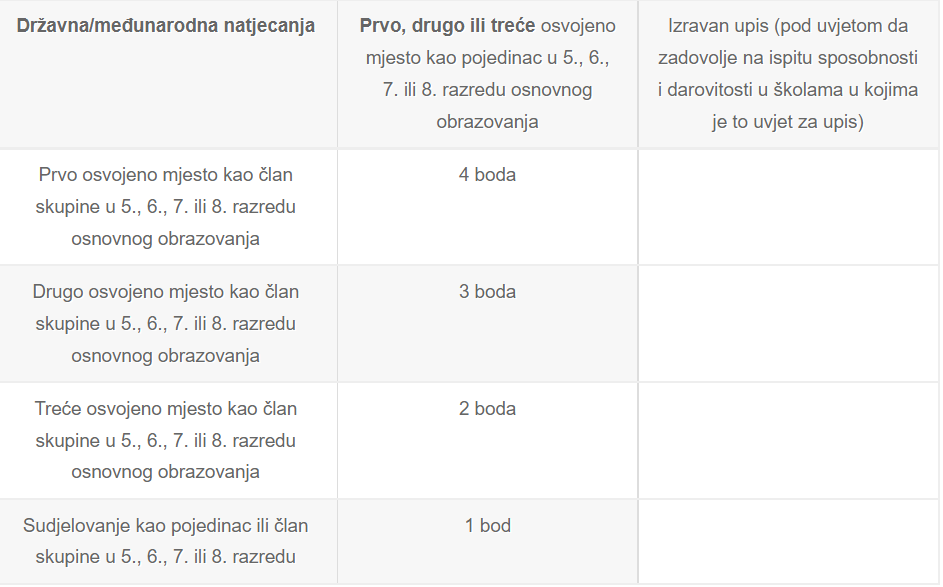 Državna/međunarodna natjecanja
Prvo, drugo ili treće osvojeno
mjesto kao pojedinac u 5., 6.,
7. ili 8. razredu osnovnog
obrazovanja
Izravan upis (pod uvjetom da
zadovolje na ispitu sposobnosti
i darovitosti u školama u kojima
je to uvjet za upis)
Prvo osvojeno mjesto kao član
skupine u 5., 6., 7. ili 8. razredu
osnovnog obrazovanja
4 boda
Drugo osvojeno mjesto kao član
skupine u 5., 6., 7. ili 8. razredu
osnovnog obrazovanja
3 boda
Treće osvojeno mjesto kao član
skupine u 5., 6., 7. ili 8. razredu
osnovnog obrazovanja
2 boda
Sudjelovanje kao pojedinac ili član
skupine u 5., 6., 7. ili 8. razredu
1 bod